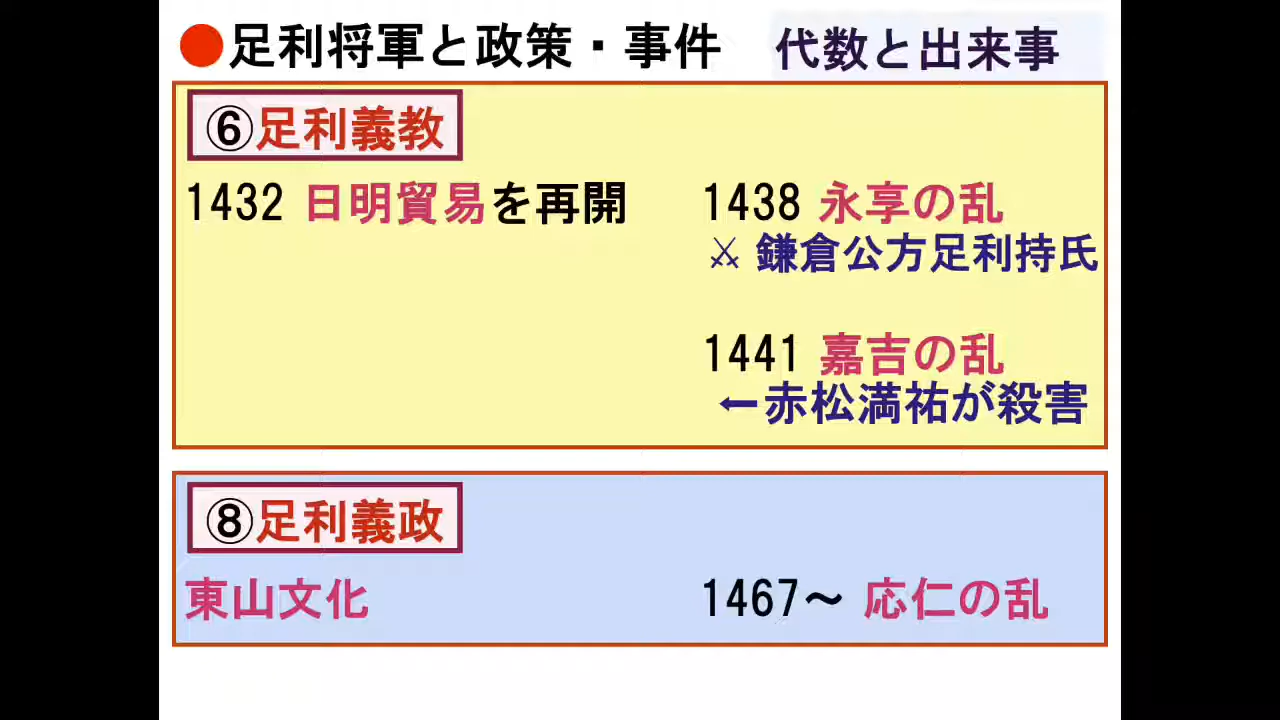 ●足利将軍と政策・事件 代数と出来事
⑥足利義教
1432 日明貿易を再開
1438 永享の乱
⚔ 鎌倉公方足利持氏
1441 嘉吉の乱
←赤松満祐が殺害
⑧足利義政
東山文化
1467～ 応仁の乱